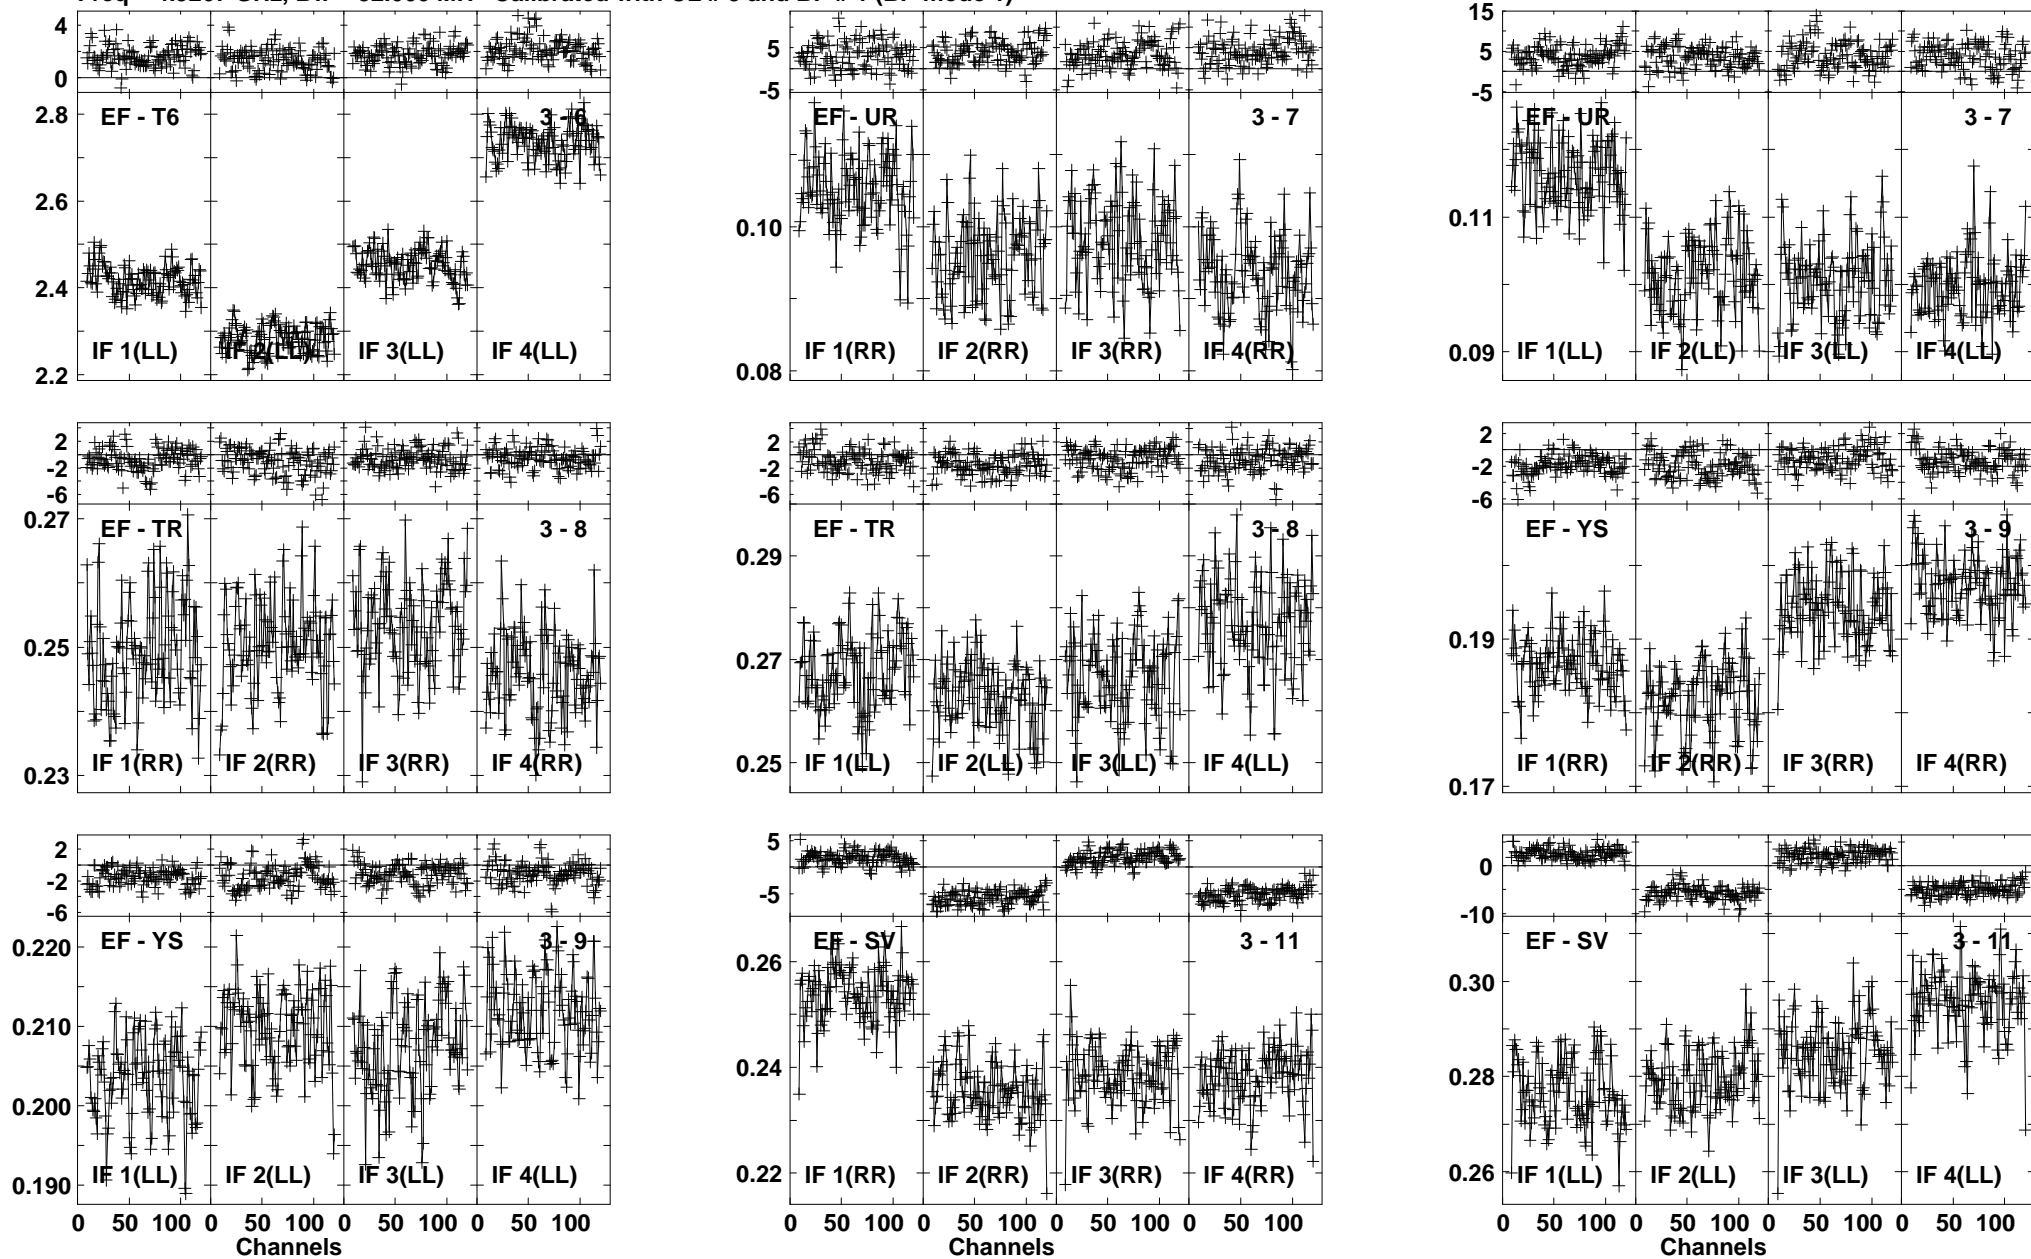 Freq = GHz, Bw = 32.000 MH Calibrated with CL # and BP # 1 (BP mode 1)
4
0
5
-5
15
5
-5
EF - T6 3 - 6
EF - UR 3 - 7
EF - UR 3 - 7
2.8
2.6
2.4
2.2
0.10
0.08
0.11
0.09
IF 1(LL) IF 2(LL) IF 3(LL) IF 4(LL)
IF 1(RR) IF 2(RR) IF 3(RR) IF 4(RR)
IF 1(LL) IF 2(LL) IF 3(LL) IF 4(LL)
2
-2
-6
2
-2
-6
2
-2
-6
EF - TR 3 - 8
EF - TR 3 - 8
EF - YS 3 - 9
0.27
0.25
0.23
0.29
0.27
0.25
0.19
0.17
IF 1(RR) IF 2(RR) IF 3(RR) IF 4(RR)
IF 1(LL) IF 2(LL) IF 3(LL) IF 4(LL)
IF 1(RR) IF 2(RR) IF 3(RR) IF 4(RR)
2
-2
-6
5
-5
0
-10
EF - YS 3 - 9
EF - SV 3 - 11
EF - SV 3 - 11
0.220
0.210
0.200
0.190
0.26
0.24
0.22
0.30
0.28
0.26
IF 1(LL) IF 2(LL) IF 3(LL) IF 4(LL)
IF 1(RR) IF 2(RR) IF 3(RR) IF 4(RR)
IF 1(LL) IF 2(LL) IF 3(LL) IF 4(LL)
0 50 100 0 50 100 0 50 100 0 50 100
0 50 100 0 50 100 0 50 100 0 50 100
0 50 100 0 50 100 0 50 100 0 50 100
Channels
Channels
Channels